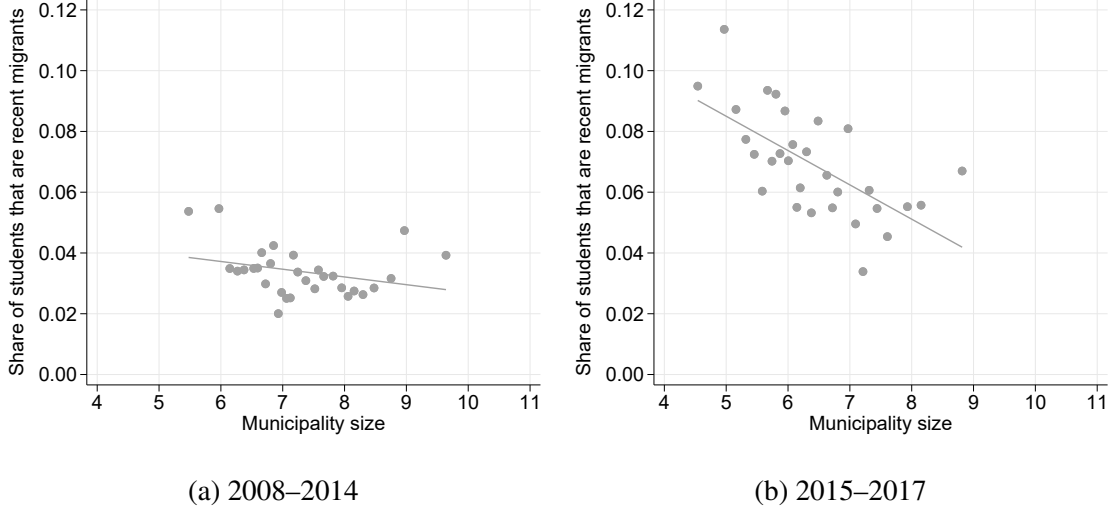 Share of students that are recent migrants
0.12
0.10
0.08
0.06
0.04
0.02
0.00
4 5 6 7 8 9 10 11
Municipality size
(a) 2008–2014
Share of students that are recent migrants
0.12
0.10
0.08
0.06
0.04
0.02
0.00
4 5 6 7 8 9 10 11
Municipality size
(b) 2015–2017